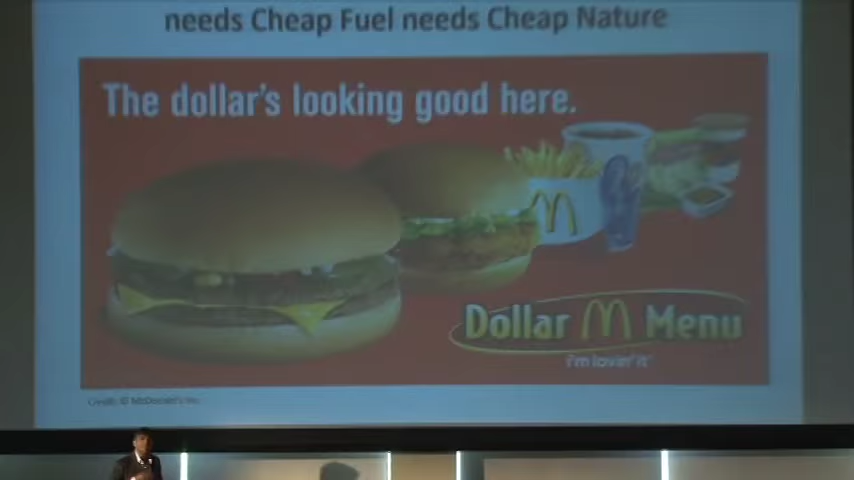 needs Cheap Fuel needs Cheap Nature
The dollar's looking good here.
Dollar M Menu
i'm lovin' it
Credit: © McDonald's Inc.